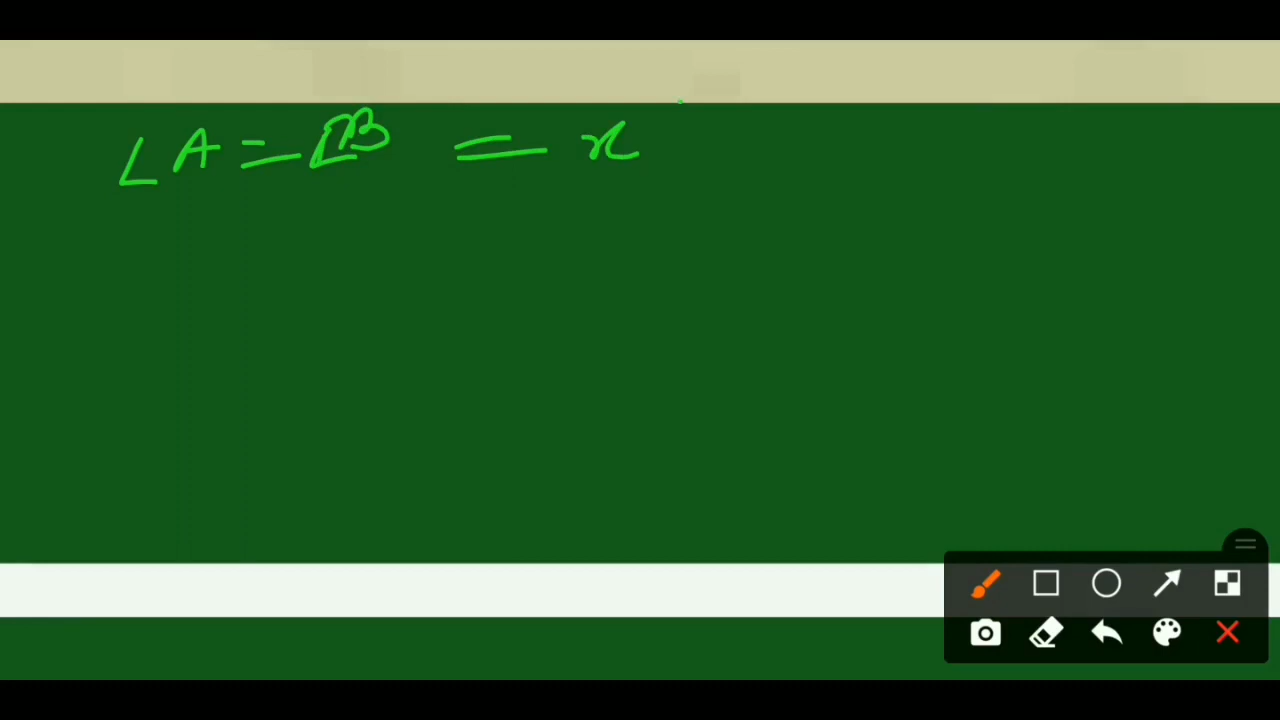 ∠A = ∠B = x